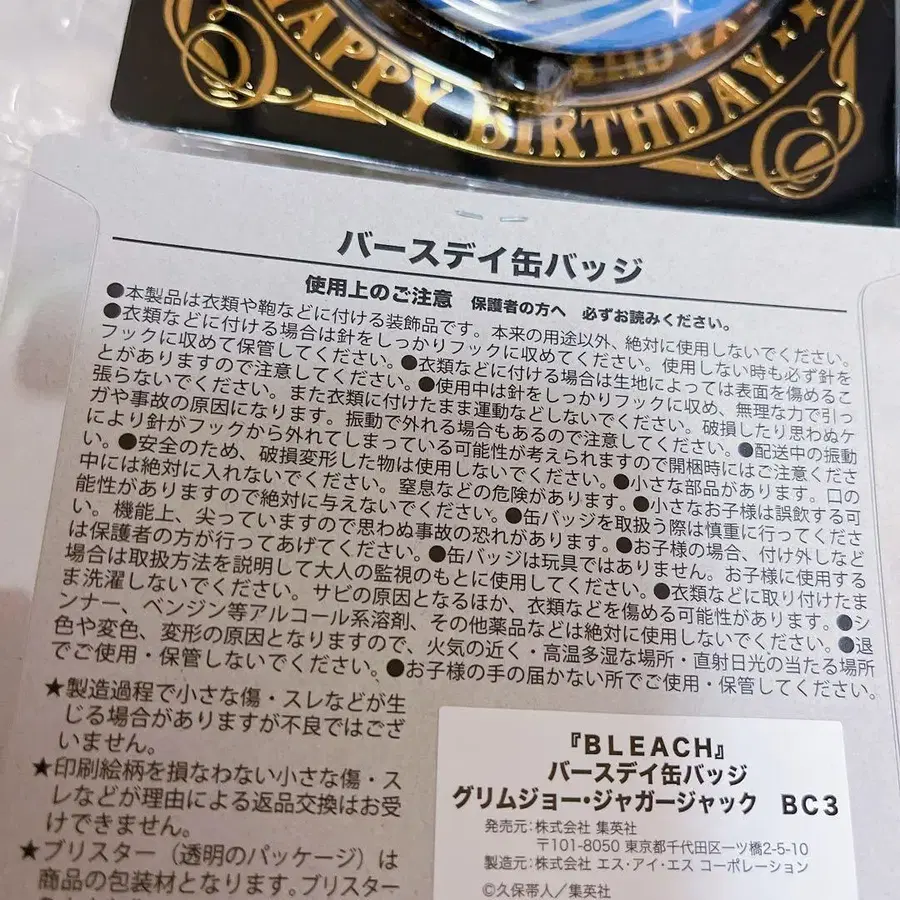 HAPPY BIRTHDAY
バースデイ缶バッジ
使用上のご注意 保護者の方へ 必ずお読みください。
●本製品は衣類や鞄などに付ける装飾品です。本来の用途以外、絶対に使用しないでください。
●衣類などに付ける場合は針をしっかりフックに収めてください。使用しない時も必ず針を
フックに収めて保管してください。●衣類などに付ける場合は生地によっては表面を傷めるこ
とがありますので注意してください。●使用中は針をしっかりフックに収め、無理な力で引っ
張らないでください。また衣類に付けたまま運動などしないでください。破損したり思わぬケ
ガや事故の原因になります。振動で外れる場合もあるので注意してください。●配送中の振動
により針がフックから外れてしまっている可能性が考えられますので開梱時にはご注意くださ
い。●安全のため、破損変形した物は使用しないでください。●小さな部品があります。口の
中には絶対に入れないでください。窒息などの危険があります。●小さなお子様は誤飲する可
能性がありますので絶対に与えないでください。●缶バッジを取扱う際は慎重に行ってくださ
い。機能上、尖っていますので思わぬ事故の恐れがあります。●お子様の場合、付け外しなど
は保護者の方が行ってあげてください。●缶バッジは玩具ではありません。お子様に使用する
場合は取扱方法を説明して大人の監視のもとに使用してください。●衣類などに取り付けたま
ま洗濯しないでください。サビの原因となるほか、衣類などを傷める可能性があります。●シ
ンナー、ベンジン等アルコール系溶剤、その他薬品などは絶対に使用しないでください。●退
色や変色、変形の原因となりますので、火気の近く・高温多湿な場所・直射日光の当たる場所
でご使用・保管しないでください。●お子様の手の届かない所でご使用・保管してください。
★製造過程で小さな傷・スレなどが生
じる場合がありますが不良ではござ
いません。
★印刷絵柄を損なわない小さな傷・ス
レなどが理由による返品交換はお受
けできません。
★ブリスター（透明のパッケージ）は
商品の包装材となります。ブリスター
『BLEACH』
バースデイ缶バッジ
グリムジョー・ジャガージャック BC3
発売元：株式会社 集英社
〒101-8050 東京都千代田区一ツ橋2-5-10
製造元：株式会社 エス・アイ・エス コーポレーション
©久保帯人／集英社